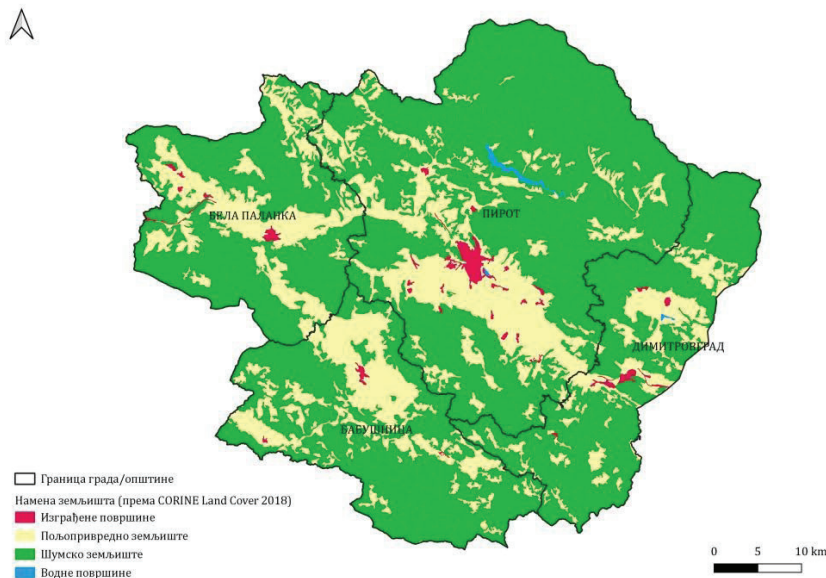 БЕЛА ПАЛАНКА
ПИРОТ
ДИМИТРОВГРАД
БАБУШНИЦА
Граница града/општине
Намена земљишта (према CORINE Land Cover 2018)
Изграђене површине
Пољопривредно земљиште
Шумско земљиште
Водне површине
0 5 10 km